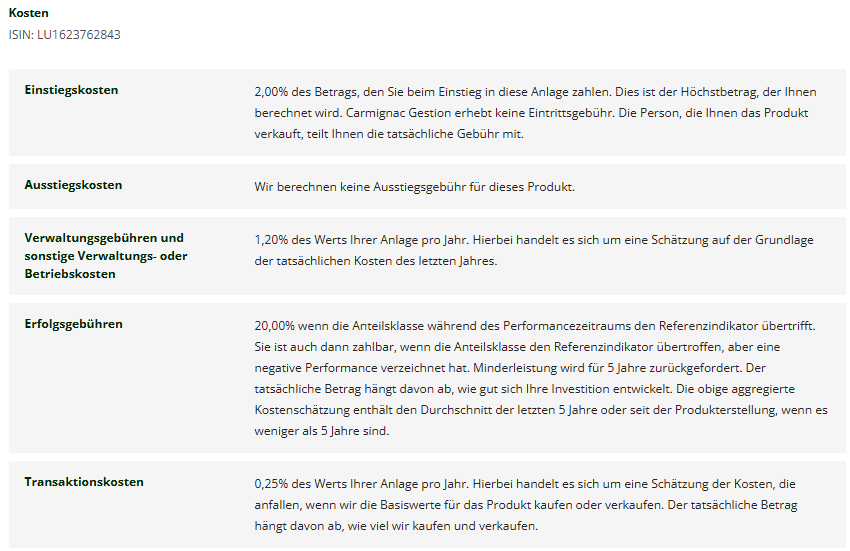 Kosten
ISIN: LU1623762843
Einstiegskosten
2,00% des Betrags, den Sie beim Einstieg in diese Anlage zahlen. Dies ist der Höchstbetrag, der Ihnen
berechnet wird. Carmignac Gestion erhebt keine Eintrittsgebühr. Die Person, die Ihnen das Produkt
verkauft, teilt Ihnen die tatsächliche Gebühr mit.
Ausstiegskosten
Wir berechnen keine Ausstiegsgebühr für dieses Produkt.
Verwaltungsgebühren und
sonstige Verwaltungs- oder
Betriebskosten
1,20% des Werts Ihrer Anlage pro Jahr. Hierbei handelt es sich um eine Schätzung auf der Grundlage
der tatsächlichen Kosten des letzten Jahres.
Erfolgsgebühren
20,00% wenn die Anteilsklasse während des Performancezeitraums den Referenzindikator übertrifft.
Sie ist auch dann zahlbar, wenn die Anteilsklasse den Referenzindikator übertroffen, aber eine
negative Performance verzeichnet hat. Minderleistung wird für 5 Jahre zurückgefordert. Der
tatsächliche Betrag hängt davon ab, wie gut sich Ihre Investition entwickelt. Die obige aggregierte
Kostenschätzung enthält den Durchschnitt der letzten 5 Jahre oder seit der Produkterstellung, wenn es
weniger als 5 Jahre sind.
Transaktionskosten
0,25% des Werts Ihrer Anlage pro Jahr. Hierbei handelt es sich um eine Schätzung der Kosten, die
anfallen, wenn wir die Basiswerte für das Produkt kaufen oder verkaufen. Der tatsächliche Betrag
hängt davon ab, wie viel wir kaufen und verkaufen.